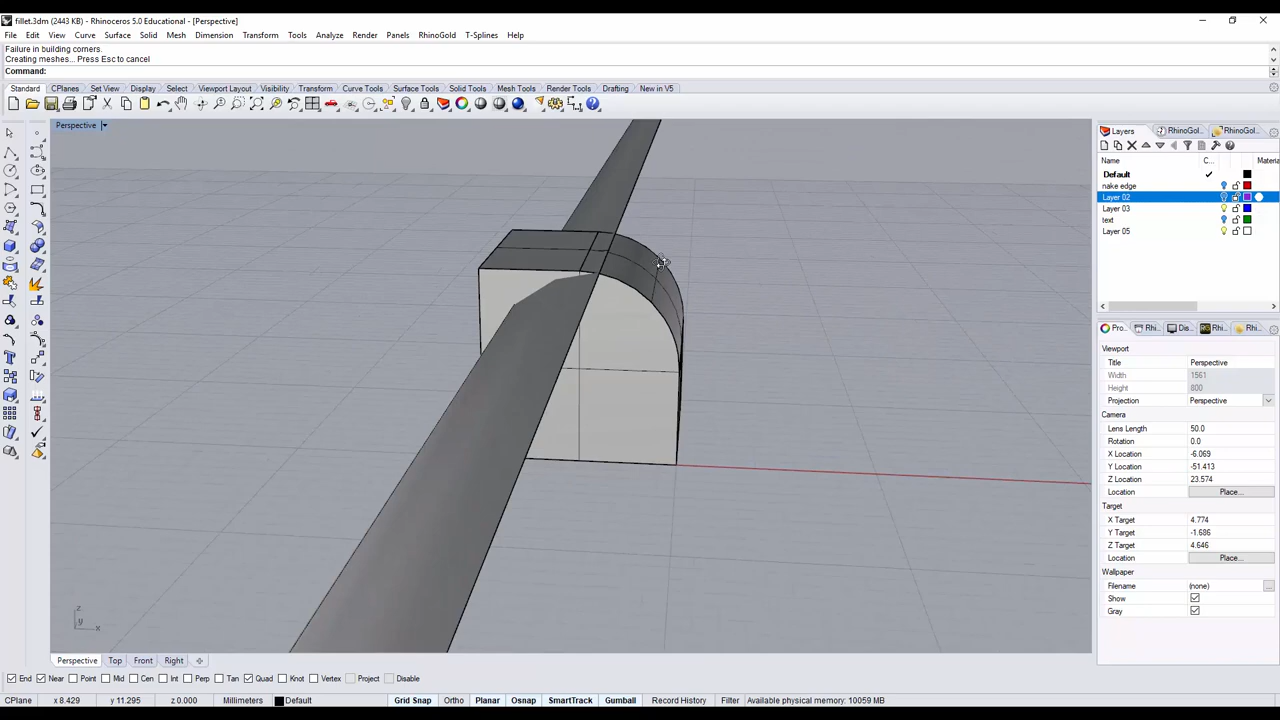 fillet.3dm (2443 KB) - Rhinoceros 5.0 Educational - [Perspective]
File Edit View Curve Surface Solid Mesh Dimension Transform Tools Analyze Render Panels RhinoGold T-Splines Help
Failure in building corners.
Creating meshes... Press Esc to cancel
Command:
Standard CPlanes Set View Display Select Viewport Layout Visibility Transform Curve Tools Surface Tools Solid Tools Mesh Tools Render Tools Drafting New in V5
Perspective
Layers RhinoGol... RhinoGol...
Name C... Materia
Default
nake edge
Layer 02
Layer 03
text
Layer 05
Pro... Rhi... Dis... Rhi... Rhi...
Viewport
Title Perspective
Width 1561
Height 800
Projection Perspective
Camera
Lens Length 50.0
Rotation 0.0
X Location -6.069
Y Location -51.413
Z Location 23.574
Location Place...
Target
X Target 4.774
Y Target -1.686
Z Target 4.646
Location Place...
Wallpaper
Filename (none) ...
Show
Gray
z
y x
Perspective Top Front Right
End Near Point Mid Cen Int Perp Tan Quad Knot Vertex Project Disable
CPlane x 8.429 y 11.295 z 0.000 Millimeters Default Grid Snap Ortho Planar Osnap SmartTrack Gumball Record History Filter Available physical memory: 10059 MB